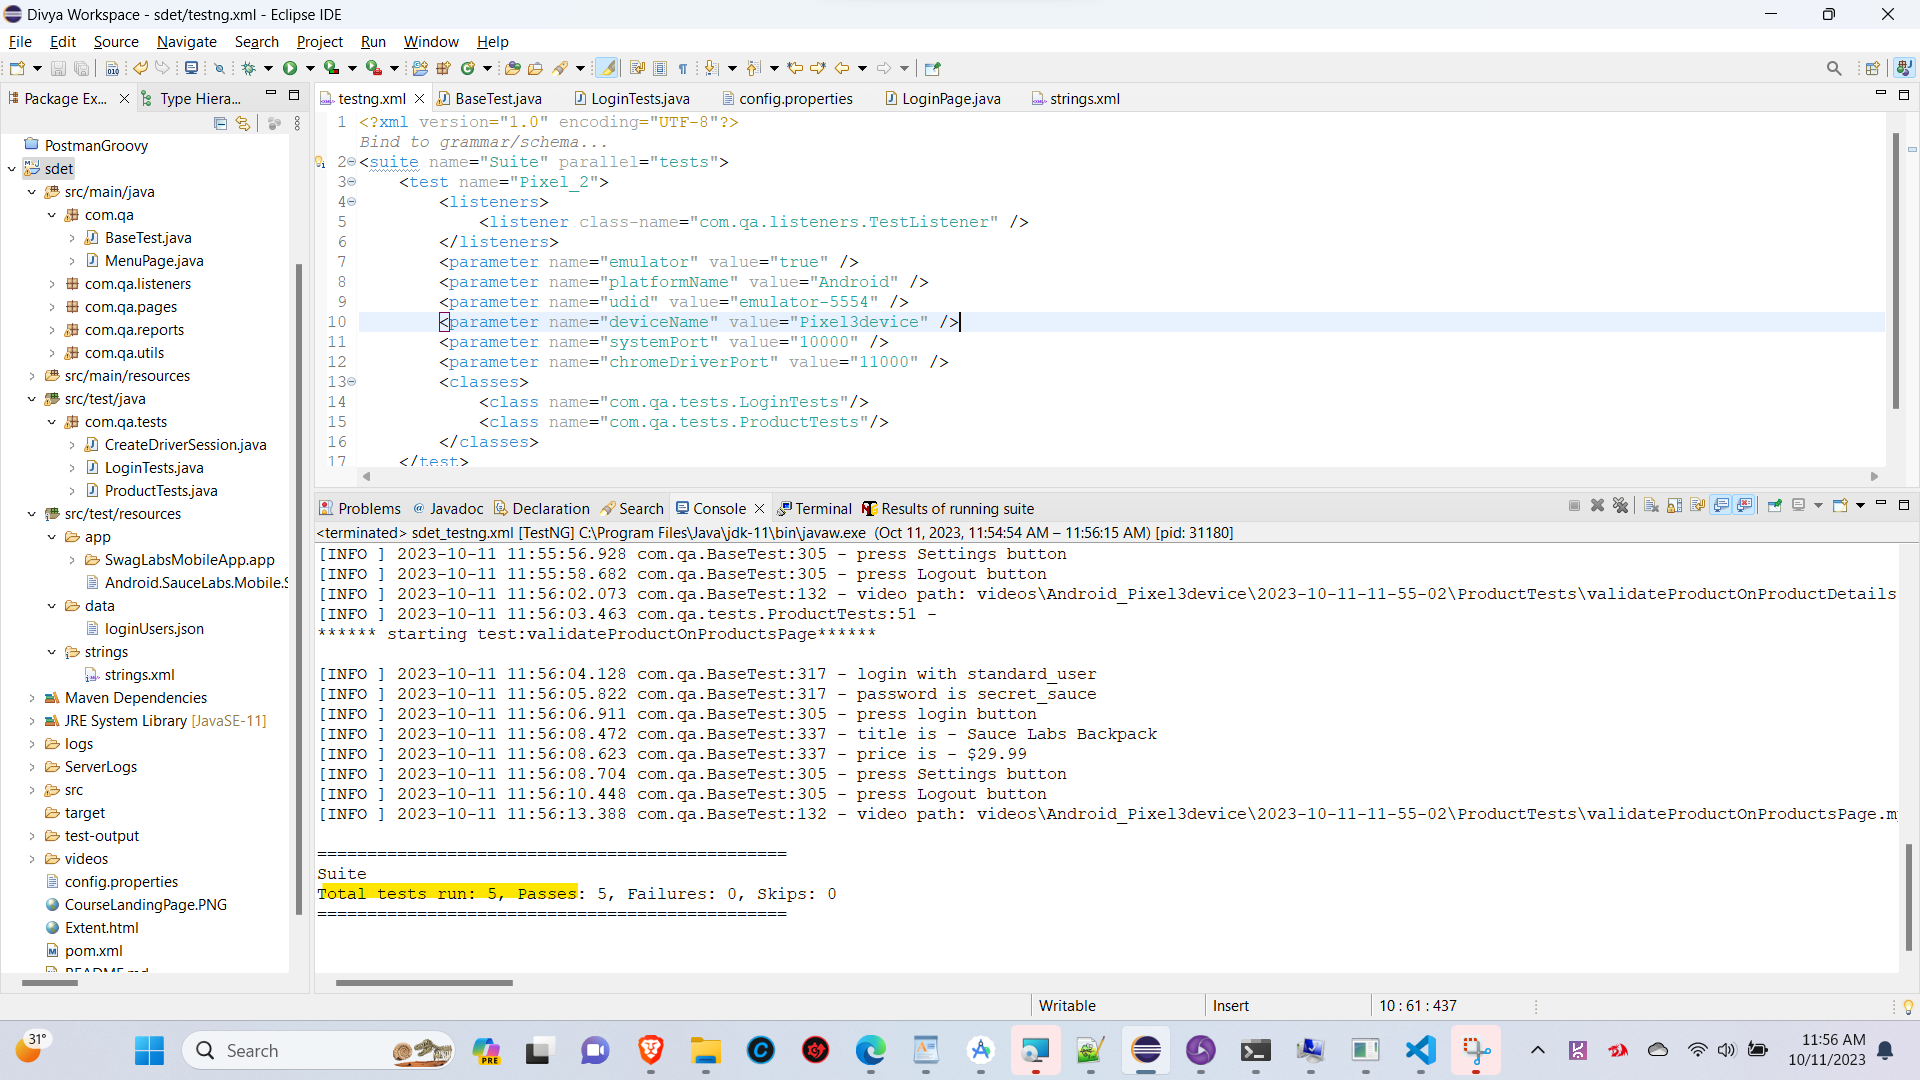 Divya Workspace - sdet/testng.xml - Eclipse IDE
File Edit Source Navigate Search Project Run Window Help
Package Ex... Type Hiera...
PostmanGroovy
sdet
src/main/java
com.qa
BaseTest.java
MenuPage.java
com.qa.listeners
com.qa.pages
com.qa.reports
com.qa.utils
src/main/resources
src/test/java
com.qa.tests
CreateDriverSession.java
LoginTests.java
ProductTests.java
src/test/resources
app
SwagLabsMobileApp.app
Android.SauceLabs.Mobile.S
data
loginUsers.json
strings
strings.xml
Maven Dependencies
JRE System Library [JavaSE-11]
logs
ServerLogs
src
target
test-output
videos
config.properties
CourseLandingPage.PNG
Extent.html
pom.xml
README.md
testng.xml BaseTest.java LoginTests.java config.properties LoginPage.java strings.xml
1 <?xml version="1.0" encoding="UTF-8"?>
Bind to grammar/schema...
2 <suite name="Suite" parallel="tests">
3 <test name="Pixel_2">
4 <listeners>
5 <listener class-name="com.qa.listeners.TestListener" />
6 </listeners>
7 <parameter name="emulator" value="true" />
8 <parameter name="platformName" value="Android" />
9 <parameter name="udid" value="emulator-5554" />
10 <parameter name="deviceName" value="Pixel3device" />
11 <parameter name="systemPort" value="10000" />
12 <parameter name="chromeDriverPort" value="11000" />
13 <classes>
14 <class name="com.qa.tests.LoginTests"/>
15 <class name="com.qa.tests.ProductTests"/>
16 </classes>
17 </test>
Problems Javadoc Declaration Search Console Terminal Results of running suite
<terminated> sdet_testng.xml [TestNG] C:\Program Files\Java\jdk-11\bin\javaw.exe (Oct 11, 2023, 11:54:54 AM – 11:56:15 AM) [pid: 31180]
[INFO ] 2023-10-11 11:55:56.928 com.qa.BaseTest:305 - press Settings button
[INFO ] 2023-10-11 11:55:58.682 com.qa.BaseTest:305 - press Logout button
[INFO ] 2023-10-11 11:56:02.073 com.qa.BaseTest:132 - video path: videos\Android_Pixel3device\2023-10-11-11-55-02\ProductTests\validateProductOnProductDetails
[INFO ] 2023-10-11 11:56:03.463 com.qa.tests.ProductTests:51 -
****** starting test:validateProductOnProductsPage******
[INFO ] 2023-10-11 11:56:04.128 com.qa.BaseTest:317 - login with standard_user
[INFO ] 2023-10-11 11:56:05.822 com.qa.BaseTest:317 - password is secret_sauce
[INFO ] 2023-10-11 11:56:06.911 com.qa.BaseTest:305 - press login button
[INFO ] 2023-10-11 11:56:08.472 com.qa.BaseTest:337 - title is - Sauce Labs Backpack
[INFO ] 2023-10-11 11:56:08.623 com.qa.BaseTest:337 - price is - $29.99
[INFO ] 2023-10-11 11:56:08.704 com.qa.BaseTest:305 - press Settings button
[INFO ] 2023-10-11 11:56:10.448 com.qa.BaseTest:305 - press Logout button
[INFO ] 2023-10-11 11:56:13.388 com.qa.BaseTest:132 - video path: videos\Android_Pixel3device\2023-10-11-11-55-02\ProductTests\validateProductOnProductsPage.m
===============================================
Suite
Total tests run: 5, Passes: 5, Failures: 0, Skips: 0
===============================================
Writable Insert 10 : 61 : 437
31° Search PRE 11:56 AM
10/11/2023